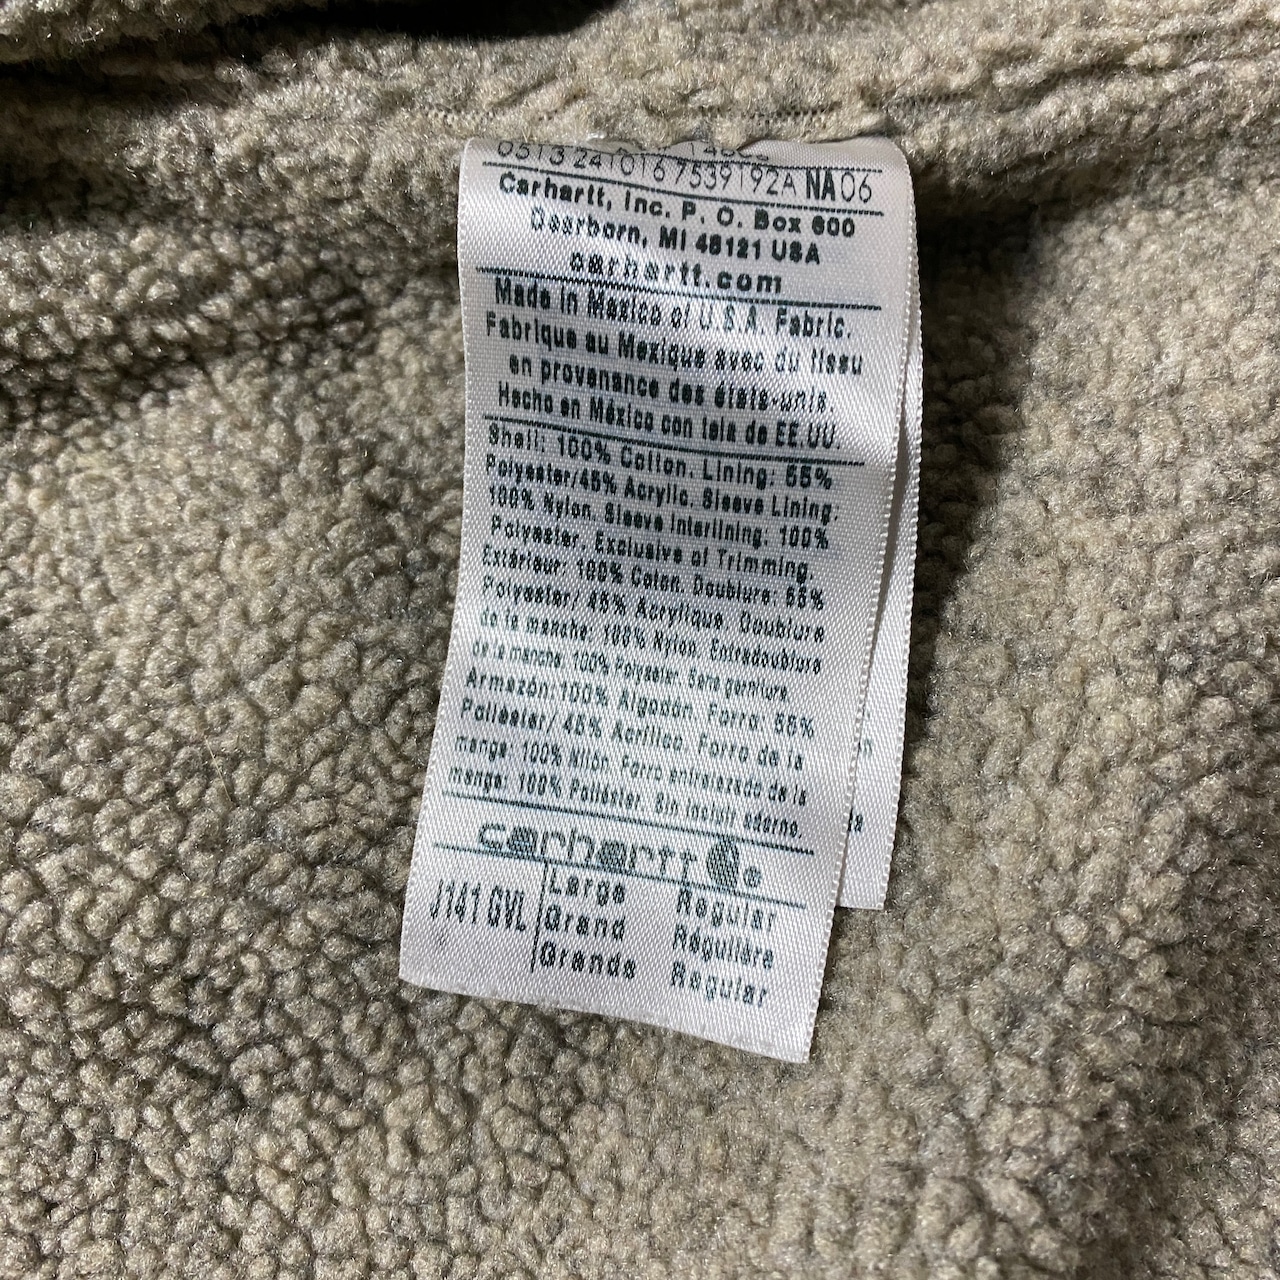 0513 241016 7539192A NA06
Carhartt, Inc. P. O. Box 600
Dearborn, MI 48121 USA
carhartt.com
Made in Mexico of U.S.A. Fabric.
Fabriqué au Mexique avec du tissu
en provenance des états-unis.
Hecho en México con tela de EE.UU.
Shell: 100% Cotton. Lining: 55%
Polyester/45% Acrylic. Sleeve Lining:
100% Nylon. Sleeve Interlining: 100%
Polyester. Exclusive of Trimming.
Extérieur: 100% Coton. Doublure: 55%
Polyester/ 45% Acrylique. Doublure
de la manche: 100% Nylon. Entredoublure
de la manche: 100% Polyester. Sans garniture.
Armazón: 100% Algodón. Forro: 55%
Poliéster/ 45% Acrílico. Forro de la
manga: 100% Nilón. Forro entrelazado de la
manga: 100% Poliéster. Sin incluir adorno.
carhartt
J141 GVL Large Regular
Grand Régulière
Grande Regular